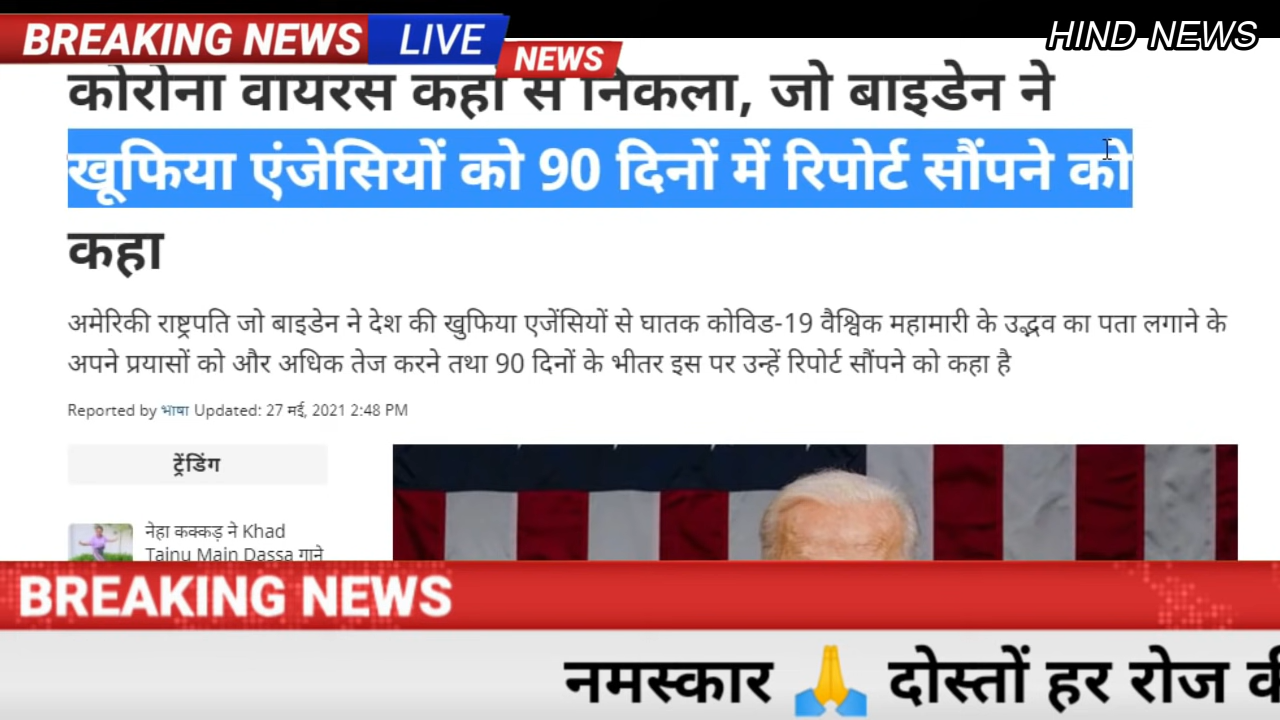 BREAKING NEWS LIVE
NEWS
HIND NEWS
कोरोना वायरस कहां से निकला, जो बाइडेन ने
खूफिया एंजेसियों को 90 दिनों में रिपोर्ट सौंपने को
कहा
अमेरिकी राष्ट्रपति जो बाइडेन ने देश की खुफिया एजेंसियों से घातक कोविड-19 वैश्विक महामारी के उद्भव का पता लगाने के
अपने प्रयासों को और अधिक तेज करने तथा 90 दिनों के भीतर इस पर उन्हें रिपोर्ट सौंपने को कहा है
Reported by भाषा Updated: 27 मई, 2021 2:48 PM
ट्रेंडिंग
नेहा कक्कड़ ने Khad
Tainu Main Dassa गाने
BREAKING NEWS
नमस्कार 🙏 दोस्तों हर रोज की